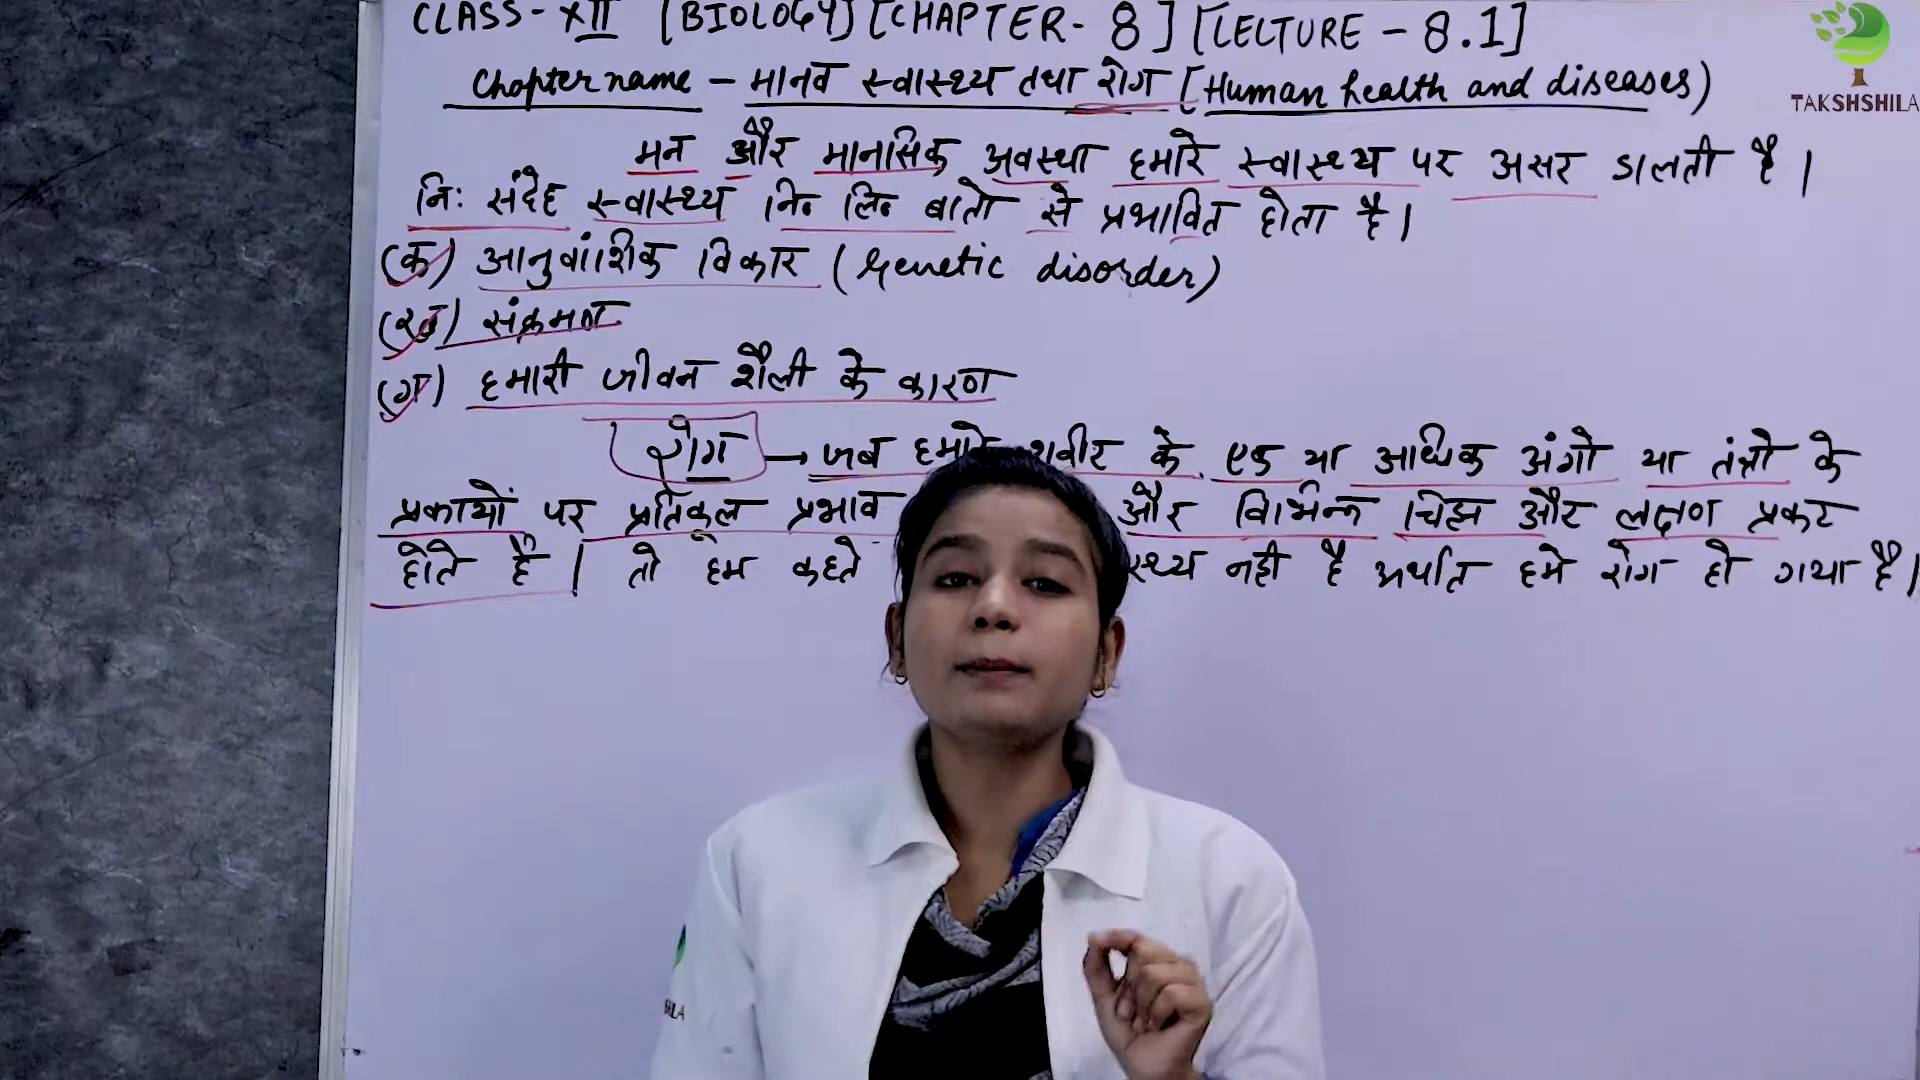 CLASS-XII [BIOLOGY] [CHAPTER-8] [LECTURE-8.1]
TAKSHSHILA
Chapter name - मानव स्वास्थ्य तथा रोग [Human health and diseases)
मन और मानसिक अवस्था हमारे स्वास्थ्य पर असर डालती है।
नि: संदेह स्वास्थ्य बातो से प्रभावित होता है।
(क) आनुवांशिक विकार (Genetic disorder)
(ख) संक्रमण
(ग) हमारी जीवन शैली के कारण
रोग → जब हमारे शरीर के एक या अधिक अंगो या तंत्रो के
प्रकार्यो पर प्रतिकूल प्रभाव और विभिन्न चिह्न और लक्षण प्रकट
होते है। तो हम कहते स्थ्य नही है अर्थात हमे रोग हो गया है।